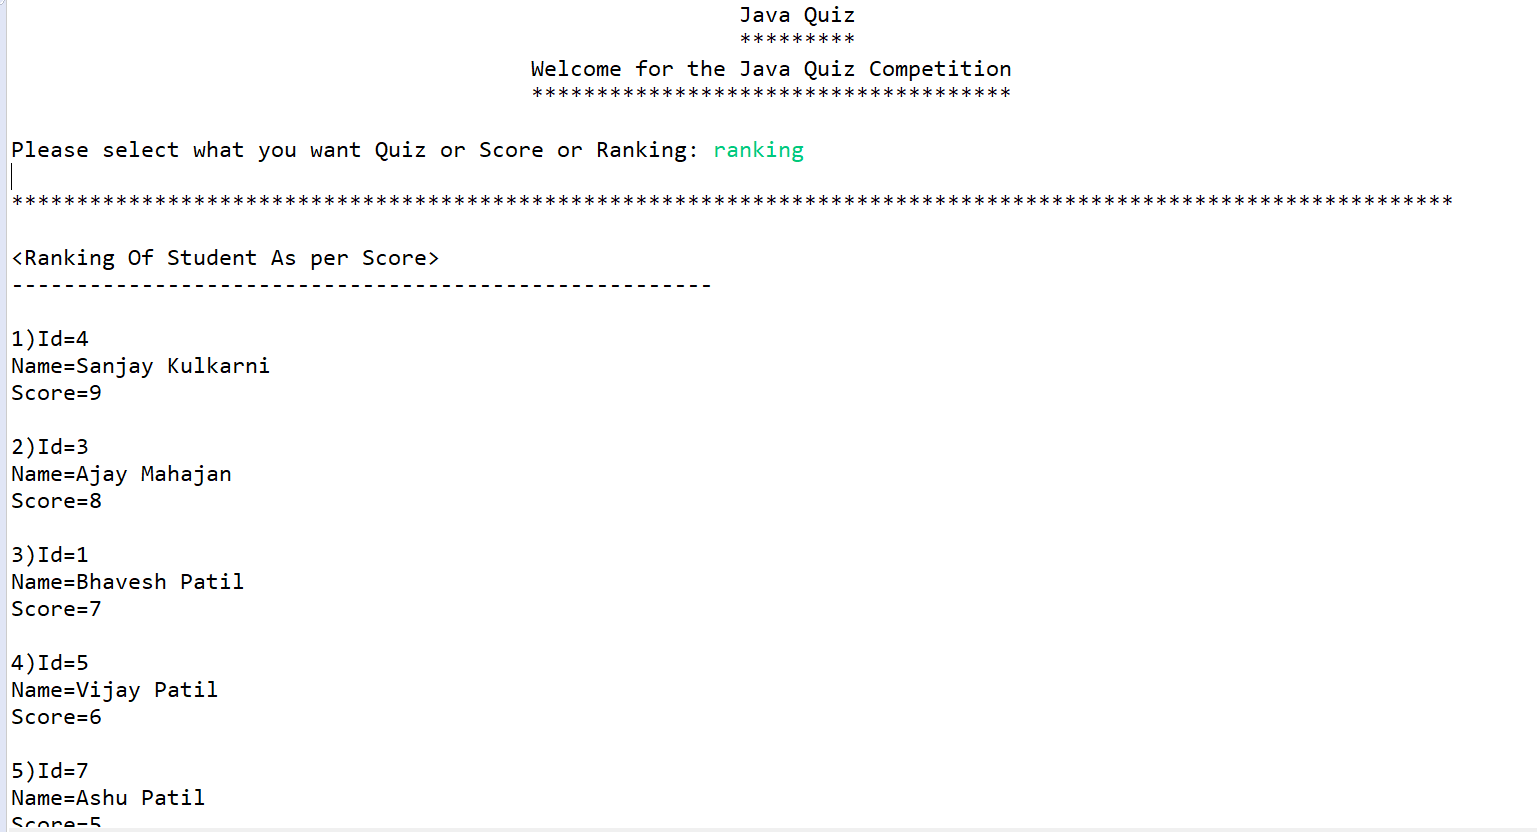 Java Quiz
*********
Welcome for the Java Quiz Competition
*************************************
Please select what you want Quiz or Score or Ranking: ranking
***************************************************************************************************************
<Ranking Of Student As per Score>
------------------------------------------------------
1)Id=4
Name=Sanjay Kulkarni
Score=9
2)Id=3
Name=Ajay Mahajan
Score=8
3)Id=1
Name=Bhavesh Patil
Score=7
4)Id=5
Name=Vijay Patil
Score=6
5)Id=7
Name=Ashu Patil
Score=5